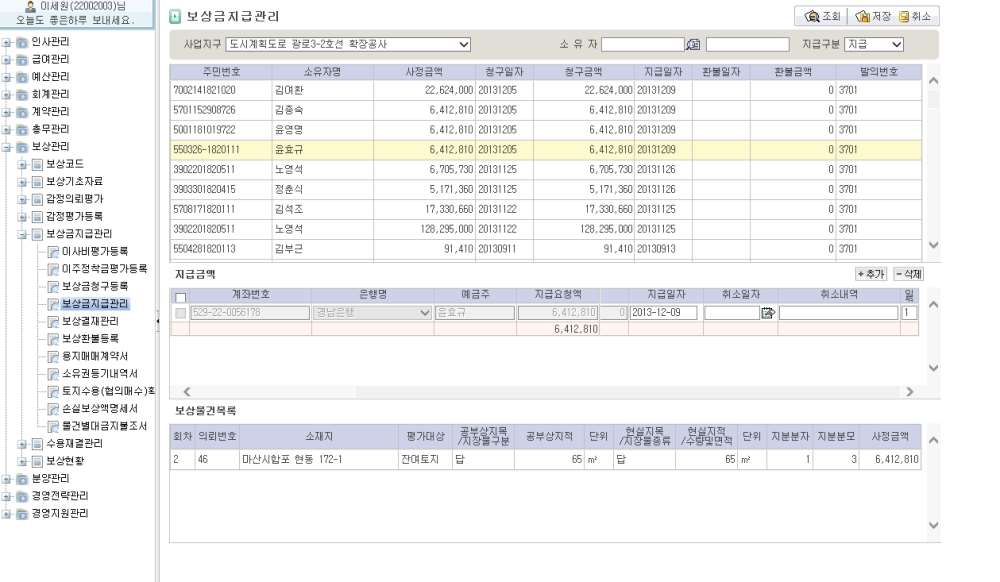 이세원(22002003)님
오늘도 좋은하루 보내세요.
인사관리
급여관리
예산관리
회계관리
계약관리
총무관리
보상관리
보상코드
보상기초자료
감정의뢰평가
감정평가등록
보상금지급관리
이사비평가등록
이주정착금평가등록
보상금청구등록
보상금지급관리
보상결재관리
보상환불등록
용지매매계약서
소유권등기내역서
토지수용(협의매수)확
손실보상액명세서
물건별대금지불조서
수용재결관리
보상현황
분양관리
경영전략관리
경영지원관리
보상금지급관리
조회 저장 취소
사업지구 도시계획도로 광로3-2호선 확장공사 소 유 자 지급구분 지급
주민번호 소유자명 사정금액 청구일자 청구금액 지급일자 환불일자 환불금액 발의번호
7002141821020 김여환 22,624,000 20131205 22,624,000 20131209 0 3701
5701152908726 김종숙 6,412,810 20131205 6,412,810 20131209 0 3701
5001181019722 윤영명 6,412,810 20131205 6,412,810 20131209 0 3701
550326-1820111 윤효규 6,412,810 20131205 6,412,810 20131209 0 3701
3902201820511 노영석 6,705,730 20131125 6,705,730 20131126 0 3701
3903301820415 정춘식 5,171,360 20131125 5,171,360 20131126 0 3701
5708171820111 김석조 17,330,660 20131122 17,330,660 20131125 0 3701
3902201820511 노영석 128,295,000 20131122 128,295,000 20131125 0 3701
5504281820113 김부근 91,410 20130911 91,410 20130913 0 3701
지급금액 +추가 -삭제
계좌번호 은행명 예금주 지급요청액 지급일자 취소일자 취소내역
529-22-0056178 경남은행 윤효규 6,412,810 0 2013-12-09 1
6,412,810
보상물건목록
회차 의뢰번호 소재지 평가대상 공부상지목/지장물구분 공부상지적 단위 현실지목/지장물종류 현실지적/수량및면적 단위 지분분자 지분분모 사정금액
2 46 마산시합포 현동 172-1 잔여토지 답 65 m² 답 65 m² 1 3 6,412,810